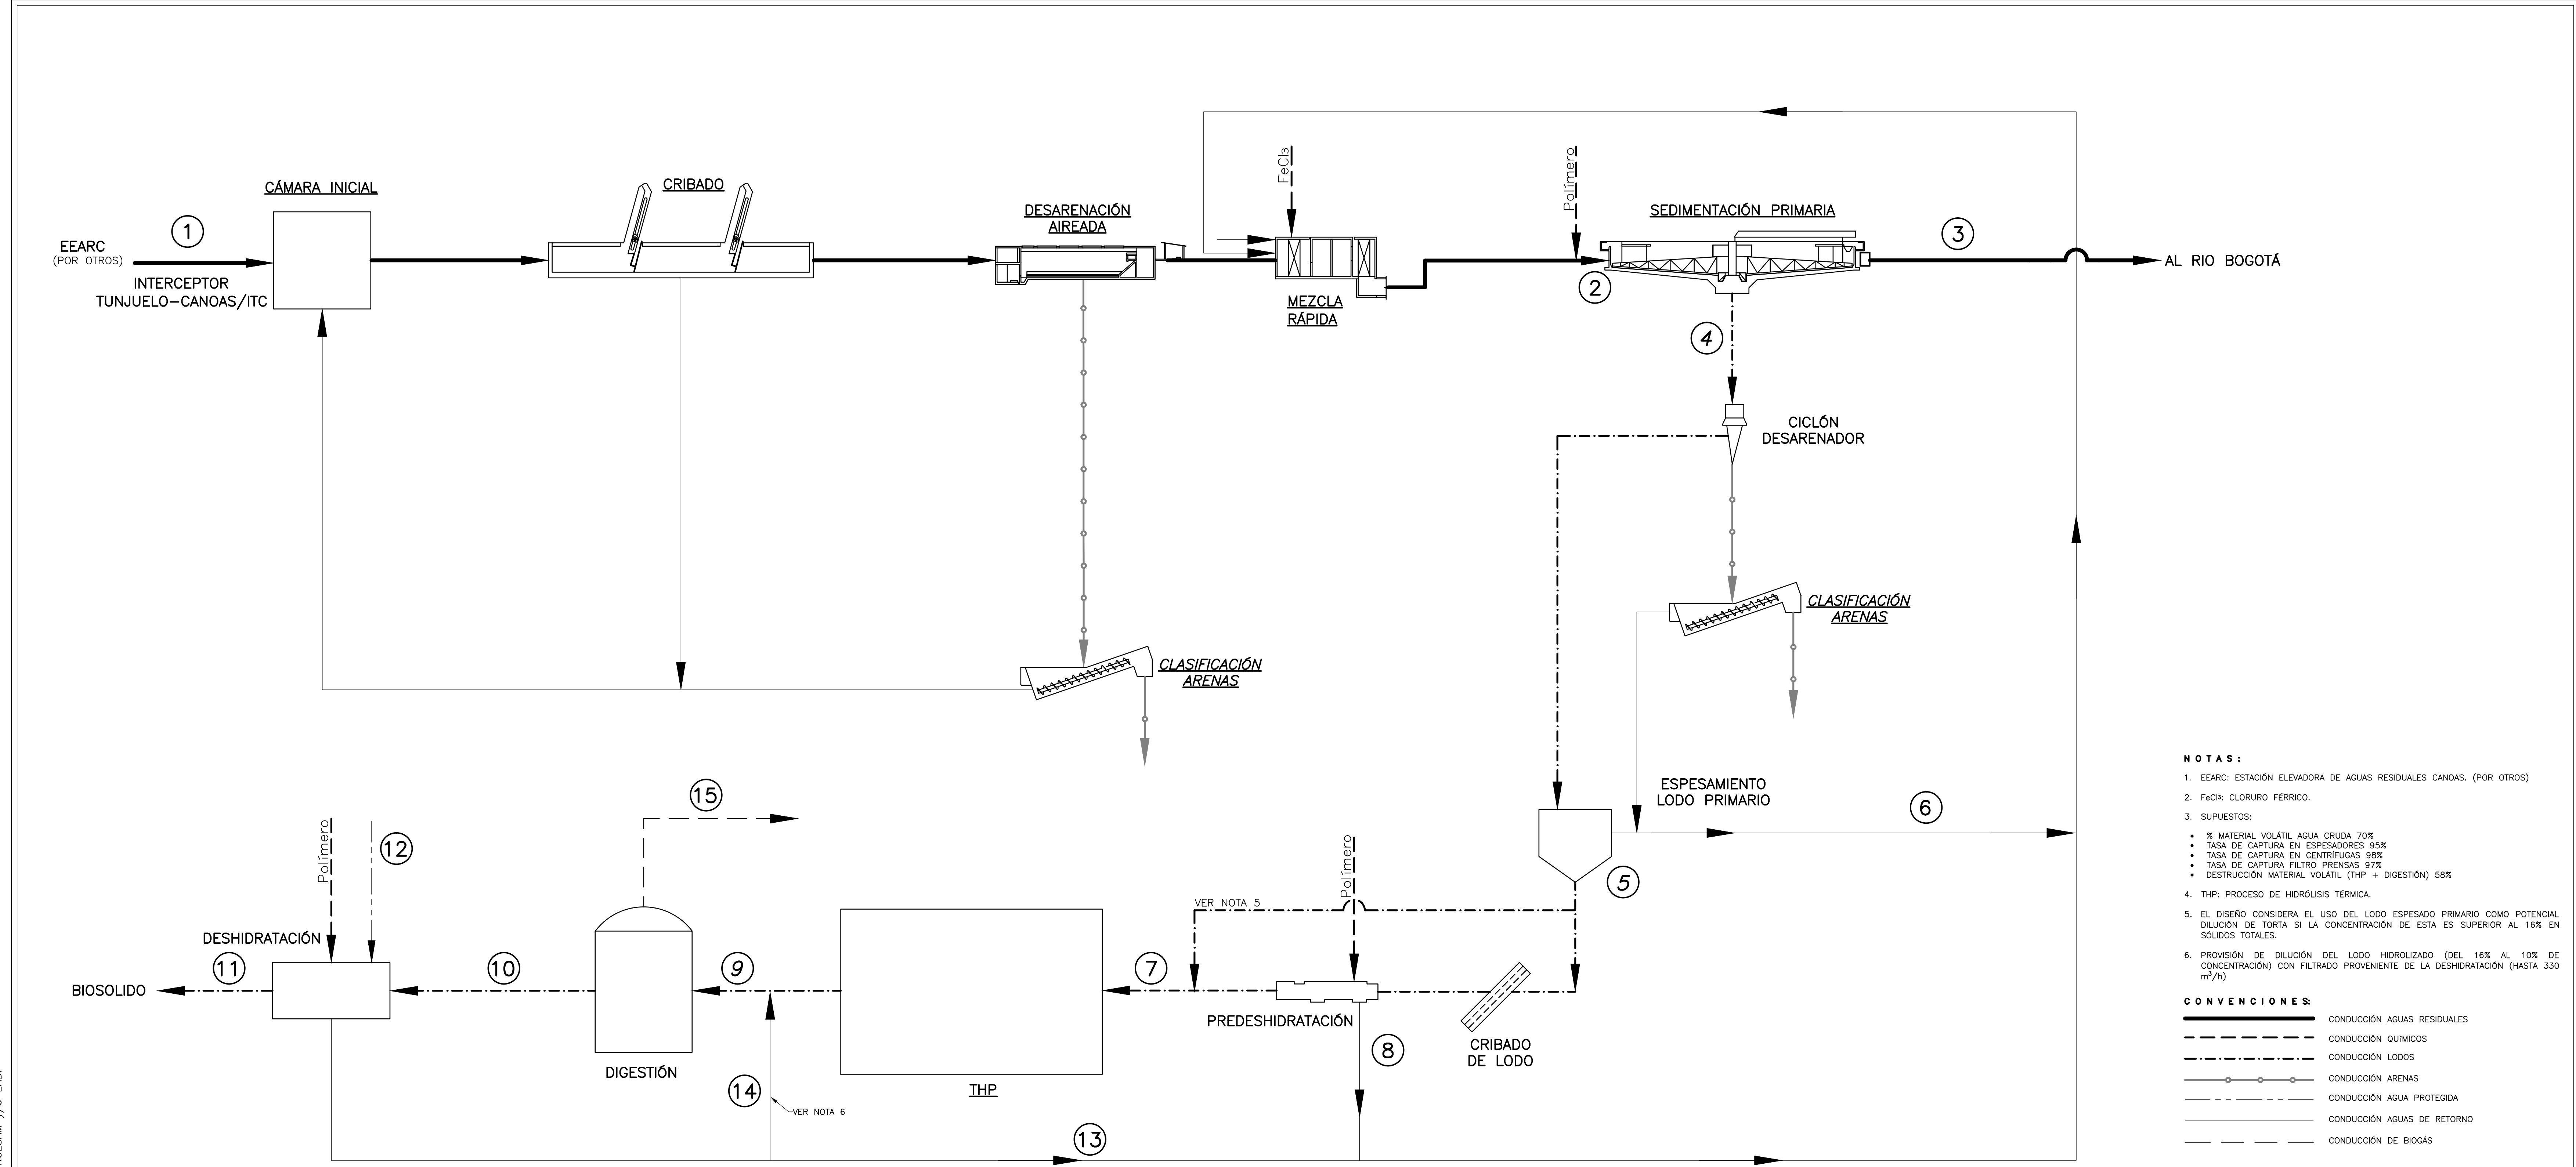 CÁMARA INICIAL
CRIBADO
DESARENACIÓN
AIREADA
FeCl3
Polímero
SEDIMENTACIÓN PRIMARIA
1
EEARC
(POR OTROS)
INTERCEPTOR
TUNJUELO-CANOAS/ITC
MEZCLA
RÁPIDA
2
3
AL RIO BOGOTÁ
4
CICLÓN
DESARENADOR
CLASIFICACIÓN
ARENAS
CLASIFICACIÓN
ARENAS
ESPESAMIENTO
LODO PRIMARIO
6
5
15
Polímero
12
Polímero
VER NOTA 5
DESHIDRATACIÓN
11
10
9
7
BIOSOLIDO
PREDESHIDRATACIÓN
CRIBADO
DE LODO
8
DIGESTIÓN
THP
14
VER NOTA 6
13
NOTAS:
1. EEARC: ESTACIÓN ELEVADORA DE AGUAS RESIDUALES CANOAS. (POR OTROS)
2. FeCl3: CLORURO FÉRRICO.
3. SUPUESTOS:
• % MATERIAL VOLÁTIL AGUA CRUDA 70%
• TASA DE CAPTURA EN ESPESADORES 95%
• TASA DE CAPTURA EN CENTRÍFUGAS 98%
• TASA DE CAPTURA FILTRO PRENSAS 97%
• DESTRUCCIÓN MATERIAL VOLÁTIL (THP + DIGESTIÓN) 58%
4. THP: PROCESO DE HIDRÓLISIS TÉRMICA.
5. EL DISEÑO CONSIDERA EL USO DEL LODO ESPESADO PRIMARIO COMO POTENCIAL
DILUCIÓN DE TORTA SI LA CONCENTRACIÓN DE ESTA ES SUPERIOR AL 16% EN
SÓLIDOS TOTALES.
6. PROVISIÓN DE DILUCIÓN DEL LODO HIDROLIZADO (DEL 16% AL 10% DE
CONCENTRACIÓN) CON FILTRADO PROVENIENTE DE LA DESHIDRATACIÓN (HASTA 330
m³/h)
CONVENCIONES:
CONDUCCIÓN AGUAS RESIDUALES
CONDUCCIÓN QUÍMICOS
CONDUCCIÓN LODOS
CONDUCCIÓN ARENAS
CONDUCCIÓN AGUA PROTEGIDA
CONDUCCIÓN AGUAS DE RETORNO
CONDUCCIÓN DE BIOGÁS